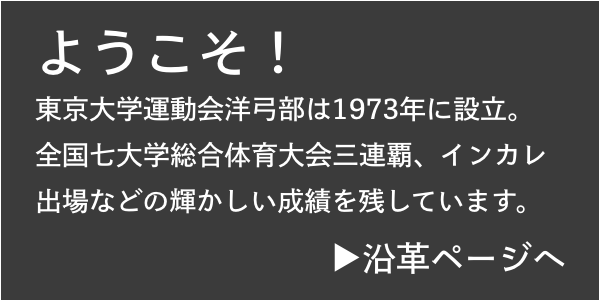 ようこそ！
東京大学運動会洋弓部は1973年に設立。
全国七大学総合体育大会三連覇、インカレ
出場などの輝かしい成績を残しています。
▶沿革ページへ